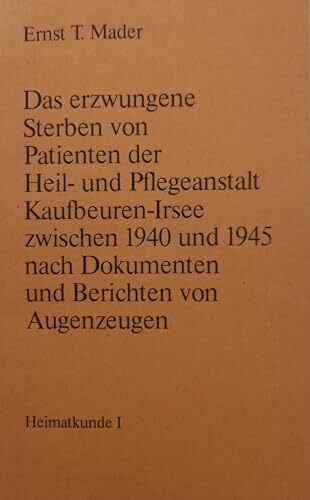 Ernst T. Mader
Das erzwungene
Sterben von
Patienten der
Heil- und Pflegeanstalt
Kaufbeuren-Irsee
zwischen 1940 und 1945
nach Dokumenten
und Berichten von
Augenzeugen
Heimatkunde I